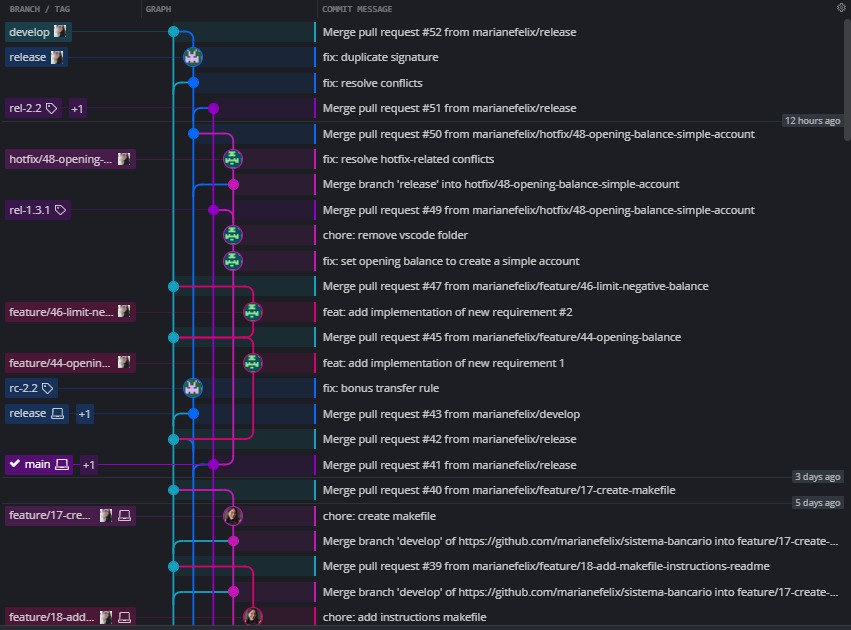 BRANCH / TAG GRAPH COMMIT MESSAGE
develop Merge pull request #52 from marianefelix/release
release fix: duplicate signature
fix: resolve conflicts
rel-2.2 +1 Merge pull request #51 from marianefelix/release
12 hours ago
Merge pull request #50 from marianefelix/hotfix/48-opening-balance-simple-account
hotfix/48-opening-... fix: resolve hotfix-related conflicts
Merge branch 'release' into hotfix/48-opening-balance-simple-account
rel-1.3.1 Merge pull request #49 from marianefelix/hotfix/48-opening-balance-simple-account
chore: remove vscode folder
fix: set opening balance to create a simple account
Merge pull request #47 from marianefelix/feature/46-limit-negative-balance
feature/46-limit-ne... feat: add implementation of new requirement #2
Merge pull request #45 from marianefelix/feature/44-opening-balance
feature/44-openin... feat: add implementation of new requirement 1
rc-2.2 fix: bonus transfer rule
release +1 Merge pull request #43 from marianefelix/develop
Merge pull request #42 from marianefelix/release
main +1 Merge pull request #41 from marianefelix/release
3 days ago
Merge pull request #40 from marianefelix/feature/17-create-makefile
5 days ago
feature/17-cre... chore: create makefile
Merge branch 'develop' of https://github.com/marianefelix/sistema-bancario into feature/17-create-...
Merge pull request #39 from marianefelix/feature/18-add-makefile-instructions-readme
Merge branch 'develop' of https://github.com/marianefelix/sistema-bancario into feature/17-create-...
feature/18-add... chore: add instructions makefile